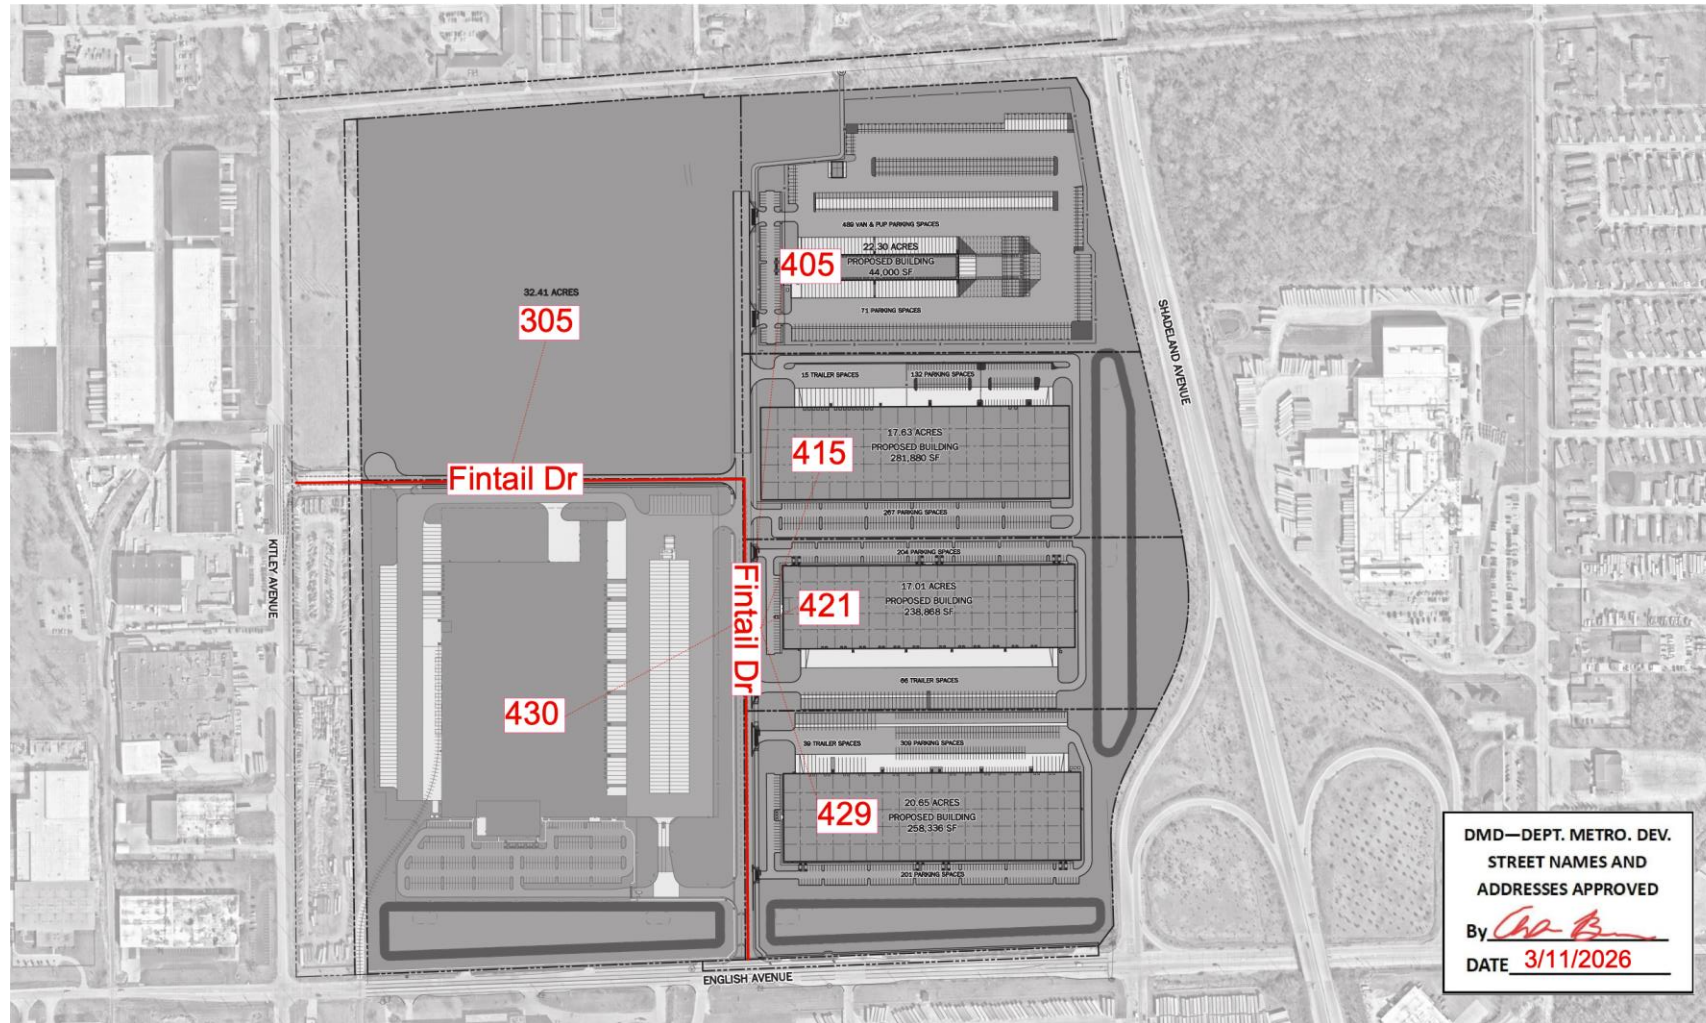 489 VAN & PUP PARKING SPACES
22.30 ACRES
PROPOSED BUILDING
44,000 SF
405
71 PARKING SPACES
32.41 ACRES
305
SHADELAND AVENUE
15 TRAILER SPACES
132 PARKING SPACES
17.63 ACRES
PROPOSED BUILDING
281,880 SF
415
Fintail Dr
267 PARKING SPACES
KITLEY AVENUE
204 PARKING SPACES
Fintail Dr
17.01 ACRES
PROPOSED BUILDING
238,868 SF
421
66 TRAILER SPACES
430
39 TRAILER SPACES
309 PARKING SPACES
20.65 ACRES
PROPOSED BUILDING
258,336 SF
429
201 PARKING SPACES
ENGLISH AVENUE
DMD—DEPT. METRO. DEV.
STREET NAMES AND
ADDRESSES APPROVED
By
DATE 3/11/2026